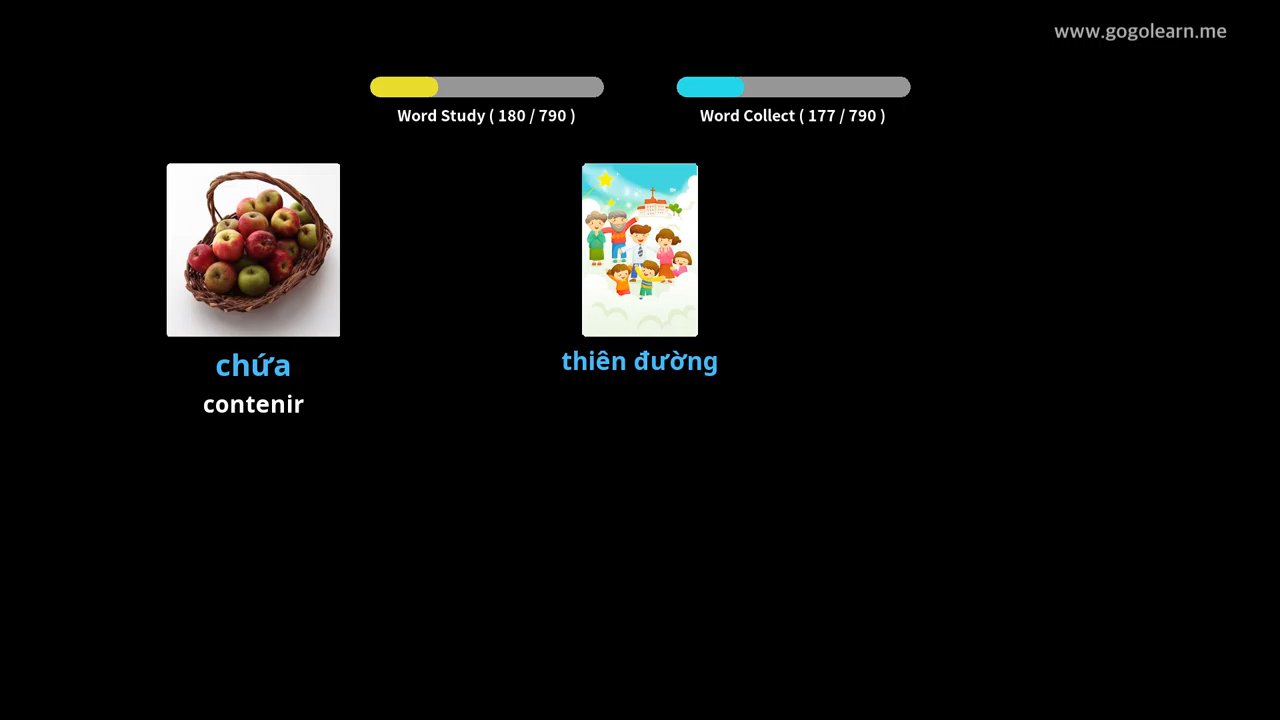 www.gogolearn.me
Word Study ( 180 / 790 )
Word Collect ( 177 / 790 )
chứa
contenir
thiên đường